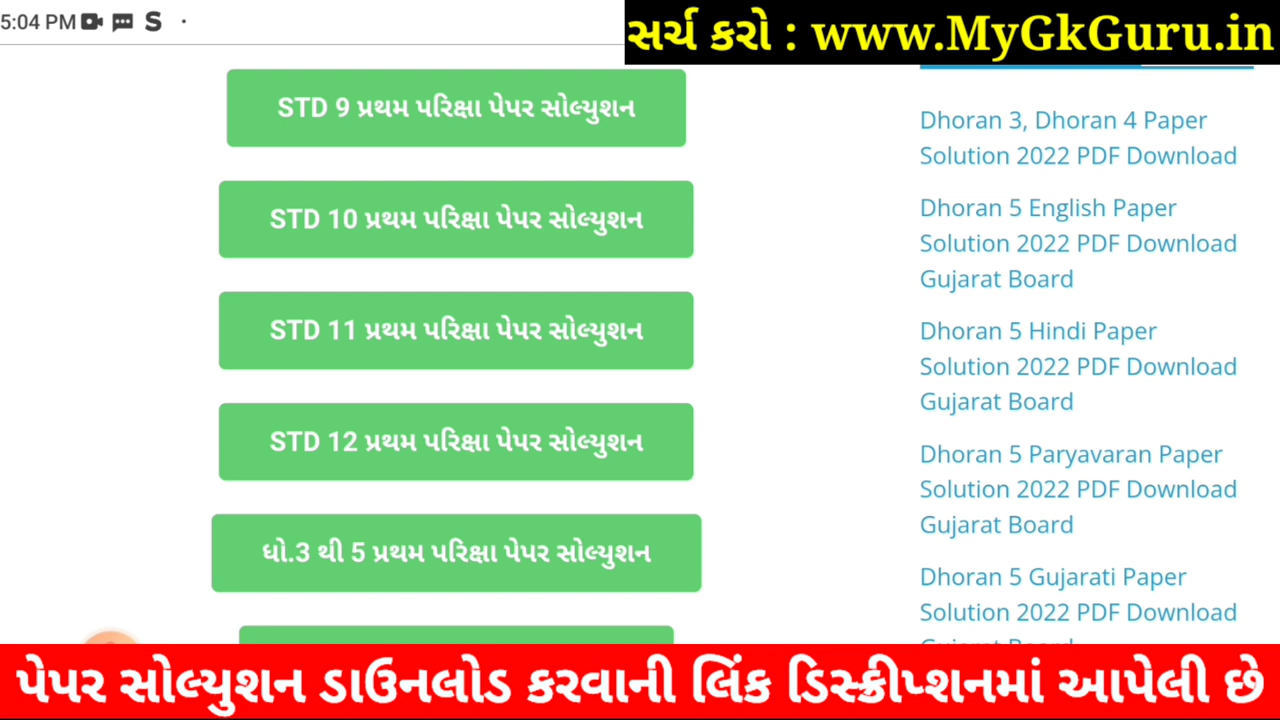 5:04 PM S
સર્ચ કરો : www.MyGkGuru.in
STD 9 પ્રથમ પરિક્ષા પેપર સોલ્યુશન
STD 10 પ્રથમ પરિક્ષા પેપર સોલ્યુશન
STD 11 પ્રથમ પરિક્ષા પેપર સોલ્યુશન
STD 12 પ્રથમ પરિક્ષા પેપર સોલ્યુશન
ધો.3 થી 5 પ્રથમ પરિક્ષા પેપર સોલ્યુશન
Dhoran 3, Dhoran 4 Paper
Solution 2022 PDF Download
Dhoran 5 English Paper
Solution 2022 PDF Download
Gujarat Board
Dhoran 5 Hindi Paper
Solution 2022 PDF Download
Gujarat Board
Dhoran 5 Paryavaran Paper
Solution 2022 PDF Download
Gujarat Board
Dhoran 5 Gujarati Paper
Solution 2022 PDF Download
Gujarat Board
પેપર સોલ્યુશન ડાઉનલોડ કરવાની લિંક ડિસ્ક્રીપ્શનમાં આપેલી છે